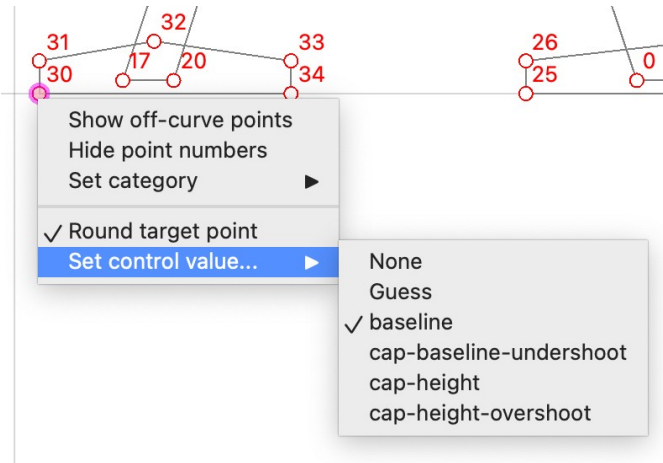 32
31
33
26
17
20
0
30
34
25
Show off-curve points
Hide point numbers
Set category
Round target point
Set control value...
None
Guess
baseline
cap-baseline-undershoot
cap-height
cap-height-overshoot